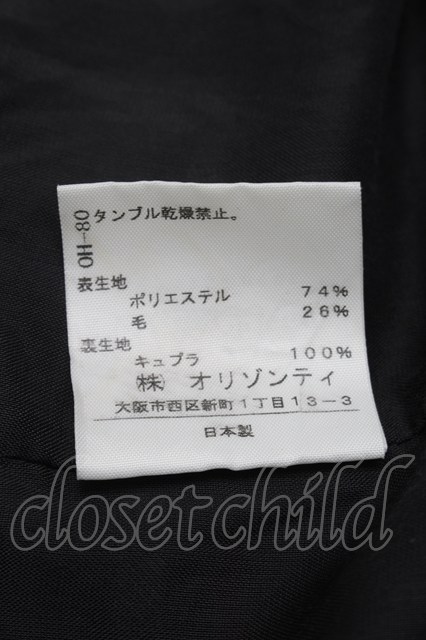 タンブル乾燥禁止。
OH-80
表生地
ポリエステル 74%
毛 26%
裏生地
キュプラ 100%
㈱ オリゾンティ
大阪市西区新町1丁目13-3
日本製
closetchild